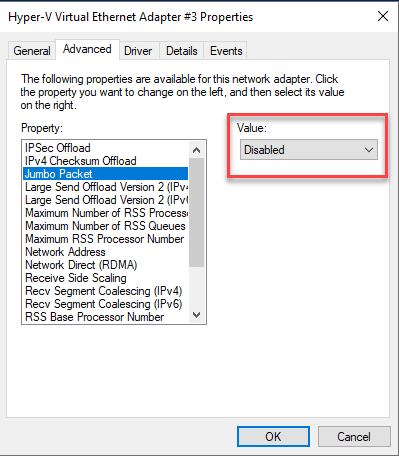 Hyper-V Virtual Ethernet Adapter #3 Properties
General Advanced Driver Details Events
The following properties are available for this network adapter. Click
the property you want to change on the left, and then select its value
on the right.
Property:
Value:
IPSec Offload
IPv4 Checksum Offload
Jumbo Packet
Large Send Offload Version 2 (IPv4
Large Send Offload Version 2 (IPv6
Maximum Number of RSS Processo
Maximum Number of RSS Queues
Maximum RSS Processor Number
Network Address
Network Direct (RDMA)
Receive Side Scaling
Recv Segment Coalescing (IPv4)
Recv Segment Coalescing (IPv6)
RSS Base Processor Number
Disabled
OK Cancel